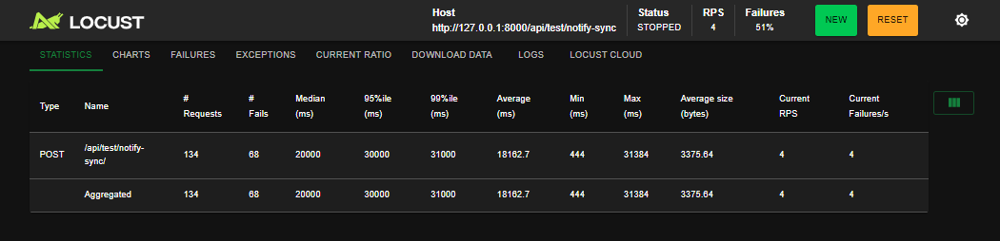 LOCUST
Host
http://127.0.0.1:8000/api/test/notify-sync
Status
STOPPED
RPS
4
Failures
51%
NEW
RESET
STATISTICS CHARTS FAILURES EXCEPTIONS CURRENT RATIO DOWNLOAD DATA LOGS LOCUST CLOUD
Type Name # Requests # Fails Median (ms) 95%ile (ms) 99%ile (ms) Average (ms) Min (ms) Max (ms) Average size (bytes) Current RPS Current Failures/s
POST /api/test/notify-sync/ 134 68 20000 30000 31000 18162.7 444 31384 3375.64 4 4
Aggregated 134 68 20000 30000 31000 18162.7 444 31384 3375.64 4 4